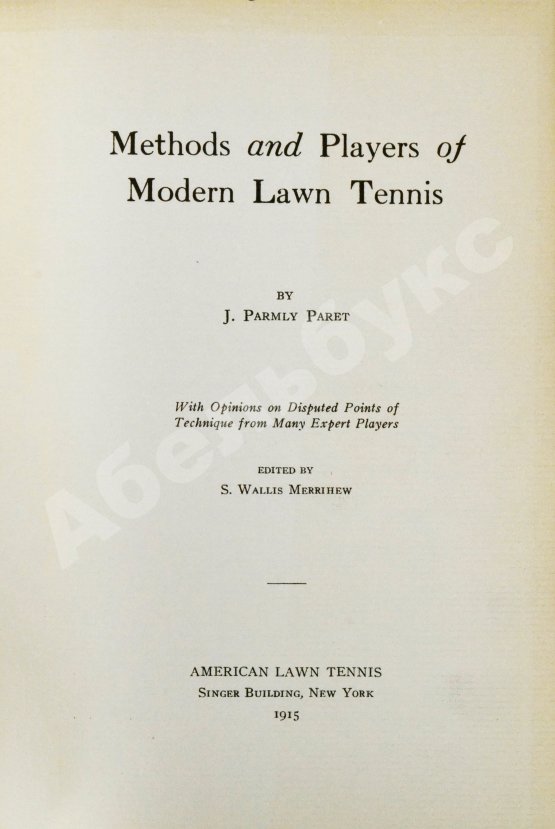 Methods and Players of
Modern Lawn Tennis
BY
J. PARMLY PARET
With Opinions on Disputed Points of
Technique from Many Expert Players
EDITED BY
S. WALLIS MERRIHEW
AMERICAN LAWN TENNIS
SINGER BUILDING, NEW YORK
1915
Абельбукс